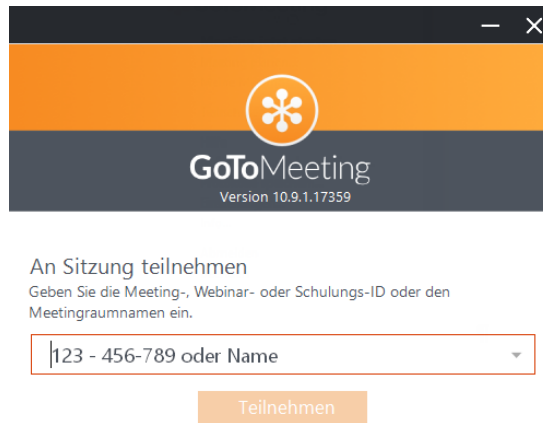 GoToMeeting
Version 10.9.1.17359
An Sitzung teilnehmen
Geben Sie die Meeting-, Webinar- oder Schulungs-ID oder den
Meetingraumnamen ein.
123 - 456-789 oder Name
Teilnehmen